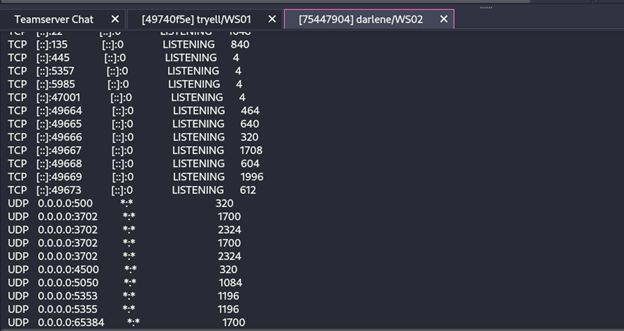 Teamserver Chat ✕ [49740f5e] tryell/WS01 ✕ [75447904] darlene/WS02 ✕
TCP [::]:22 [::]:0 LISTENING
TCP [::]:135 [::]:0 LISTENING 840
TCP [::]:445 [::]:0 LISTENING 4
TCP [::]:5357 [::]:0 LISTENING 4
TCP [::]:5985 [::]:0 LISTENING 4
TCP [::]:47001 [::]:0 LISTENING 4
TCP [::]:49664 [::]:0 LISTENING 464
TCP [::]:49665 [::]:0 LISTENING 640
TCP [::]:49666 [::]:0 LISTENING 320
TCP [::]:49667 [::]:0 LISTENING 1708
TCP [::]:49668 [::]:0 LISTENING 604
TCP [::]:49669 [::]:0 LISTENING 1996
TCP [::]:49673 [::]:0 LISTENING 612
UDP 0.0.0.0:500 *:* 320
UDP 0.0.0.0:3702 *:* 1700
UDP 0.0.0.0:3702 *:* 2324
UDP 0.0.0.0:3702 *:* 1700
UDP 0.0.0.0:3702 *:* 2324
UDP 0.0.0.0:4500 *:* 320
UDP 0.0.0.0:5050 *:* 1084
UDP 0.0.0.0:5353 *:* 1196
UDP 0.0.0.0:5355 *:* 1196
UDP 0.0.0.0:65384 *:* 1700